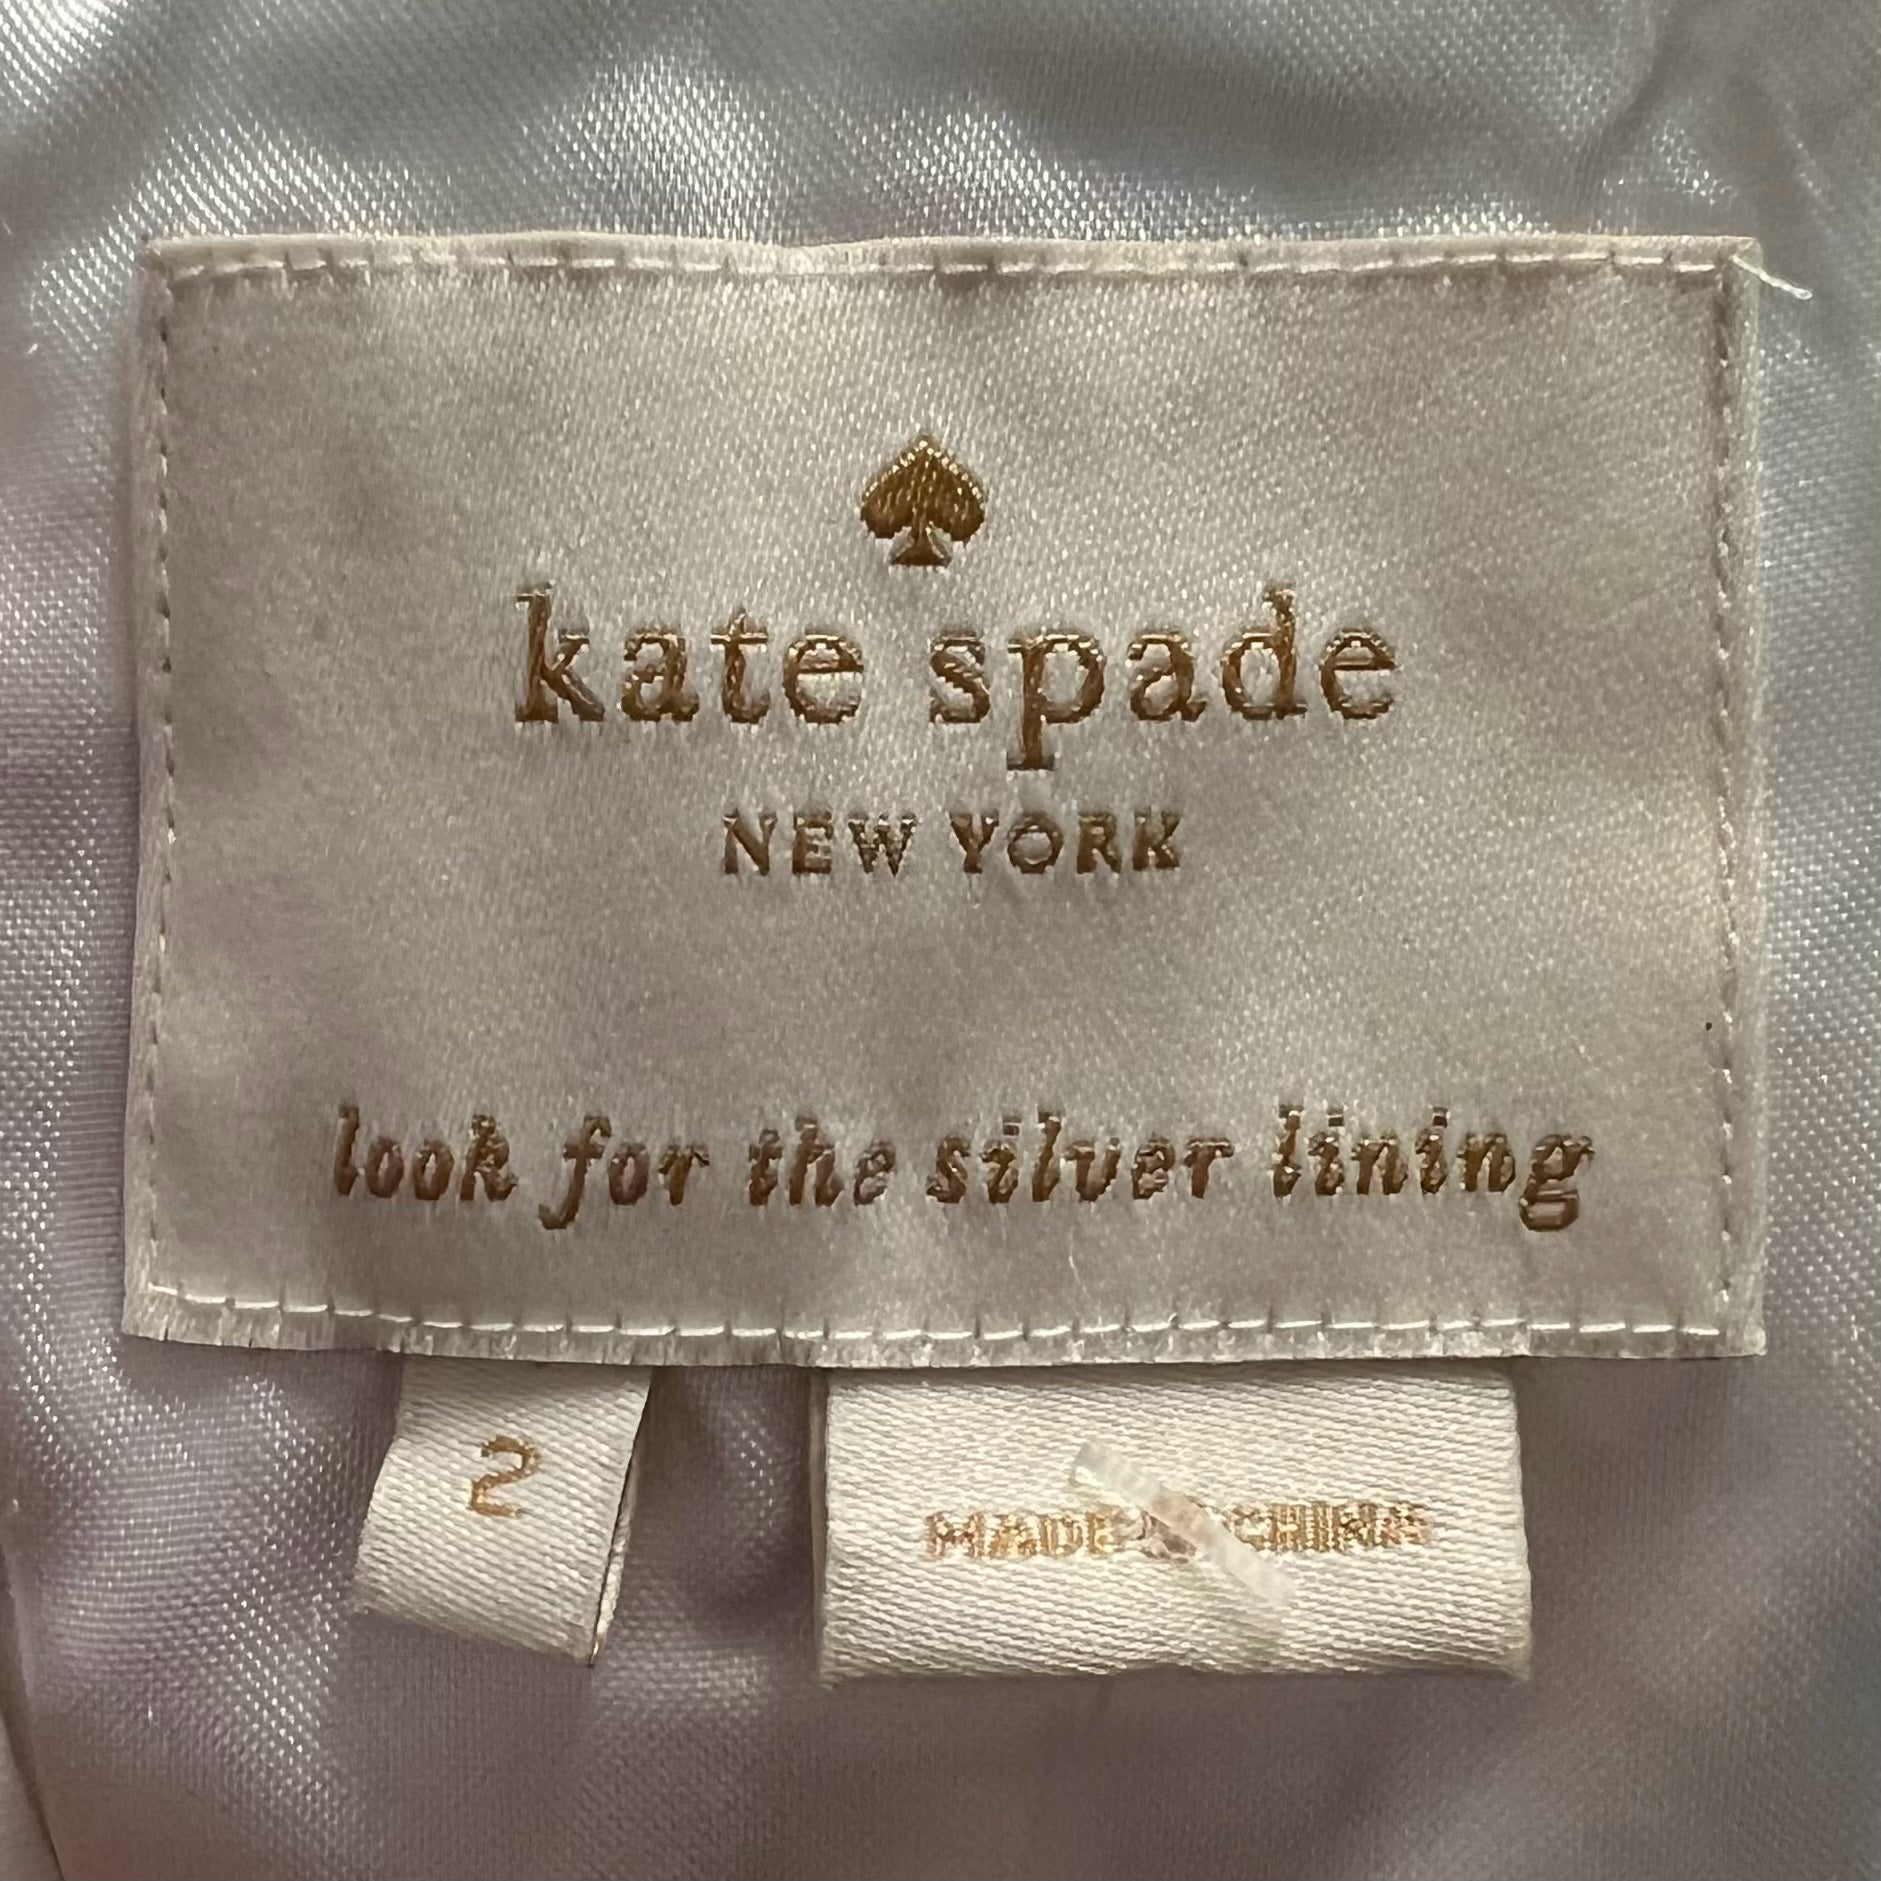 kate spade
NEW YORK
look for the silver lining
2
MADE CHINA